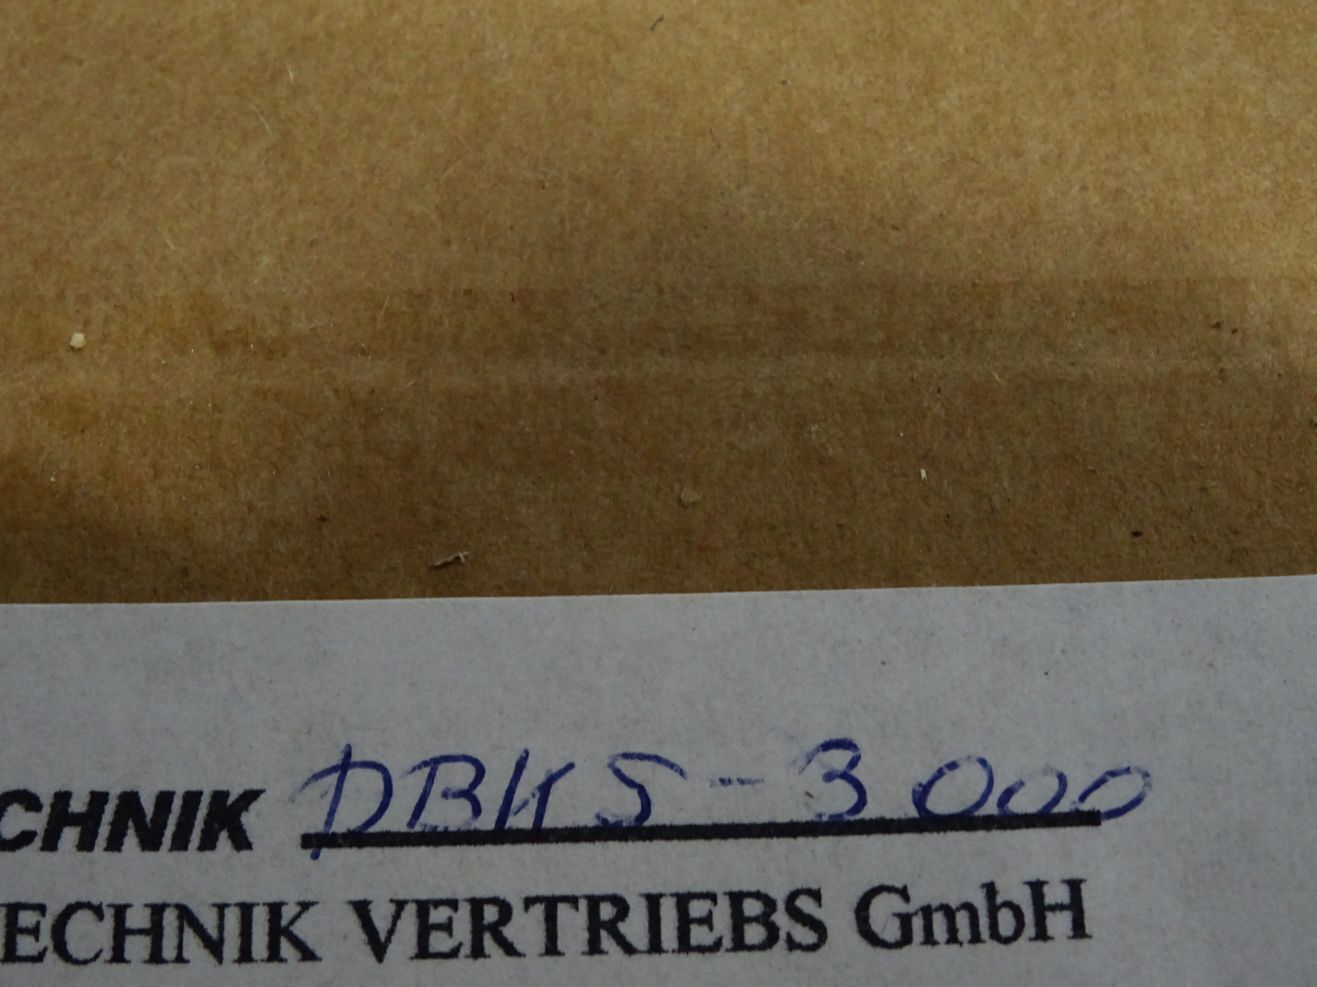 CHNIK DBKS-3000
ECHNIK VERTRIEBS GmbH